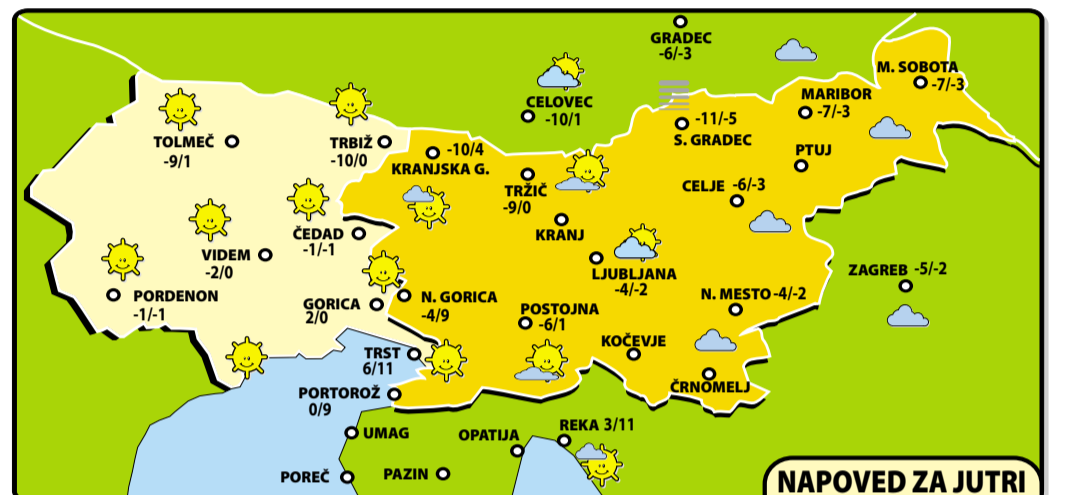 GRADEC
-6/-3
M. SOBOTA
-7/-3
CELOVEC
-10/1
MARIBOR
-7/-3
-11/-5
S. GRADEC
TOLMEČ
-9/1
TRBIŽ
-10/0
-10/4
KRANJSKA G.
PTUJ
TRŽIČ
-9/0
CELJE -6/-3
KRANJ
ČEDAD
-1/-1
VIDEM
-2/0
LJUBLJANA
-4/-2
ZAGREB -5/-2
PORDENON
-1/-1
GORICA
2/0
N. GORICA
-4/9
N. MESTO -4/-2
POSTOJNA
-6/1
KOČEVJE
TRST
6/11
ČRNOMELJ
PORTOROŽ
0/9
UMAG
OPATIJA
REKA 3/11
POREČ
PAZIN
NAPOVED ZA JUTRI